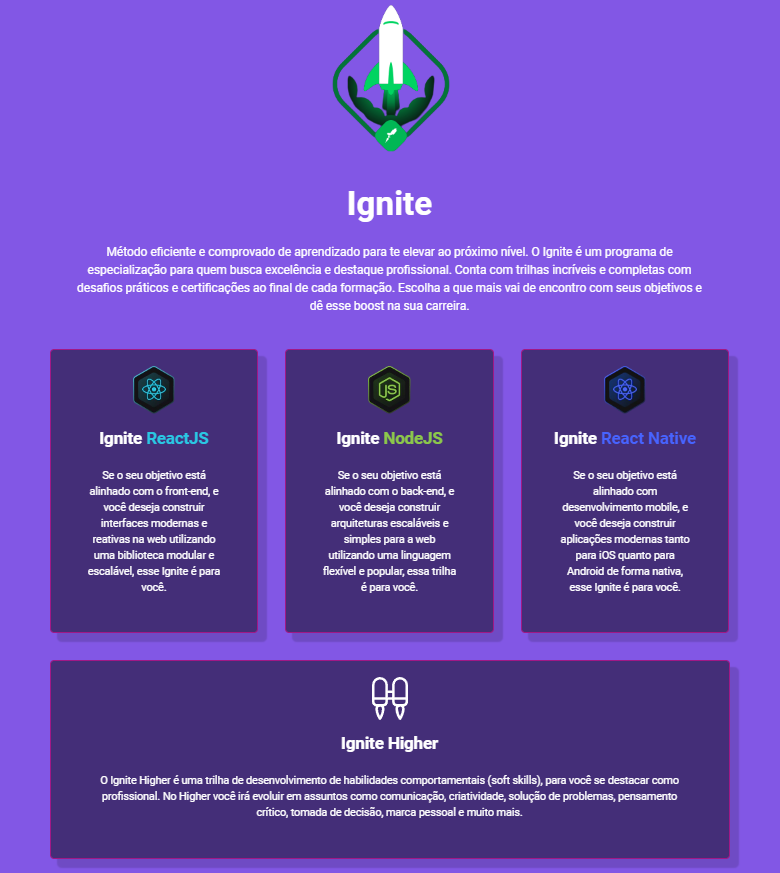 Ignite
Método eficiente e comprovado de aprendizado para te elevar ao próximo nível. O Ignite é um programa de
especialização para quem busca excelência e destaque profissional. Conta com trilhas incríveis e completas com
desafios práticos e certificações ao final de cada formação. Escolha a que mais vai de encontro com seus objetivos e
dê esse boost na sua carreira.
Ignite ReactJS
Se o seu objetivo está
alinhado com o front-end, e
você deseja construir
interfaces modernas e
reativas na web utilizando
uma biblioteca modular e
escalável, esse Ignite é para
você.
JS
Ignite NodeJS
Se o seu objetivo está
alinhado com o back-end, e
você deseja construir
arquiteturas escaláveis e
simples para a web
utilizando uma linguagem
flexível e popular, essa trilha
é para você.
Ignite React Native
Se o seu objetivo está
alinhado com
desenvolvimento mobile, e
você deseja construir
aplicações modernas tanto
para iOS quanto para
Android de forma nativa,
esse Ignite é para você.
Ignite Higher
O Ignite Higher é uma trilha de desenvolvimento de habilidades comportamentais (soft skills), para você se destacar como
profissional. No Higher você irá evoluir em assuntos como comunicação, criatividade, solução de problemas, pensamento
crítico, tomada de decisão, marca pessoal e muito mais.